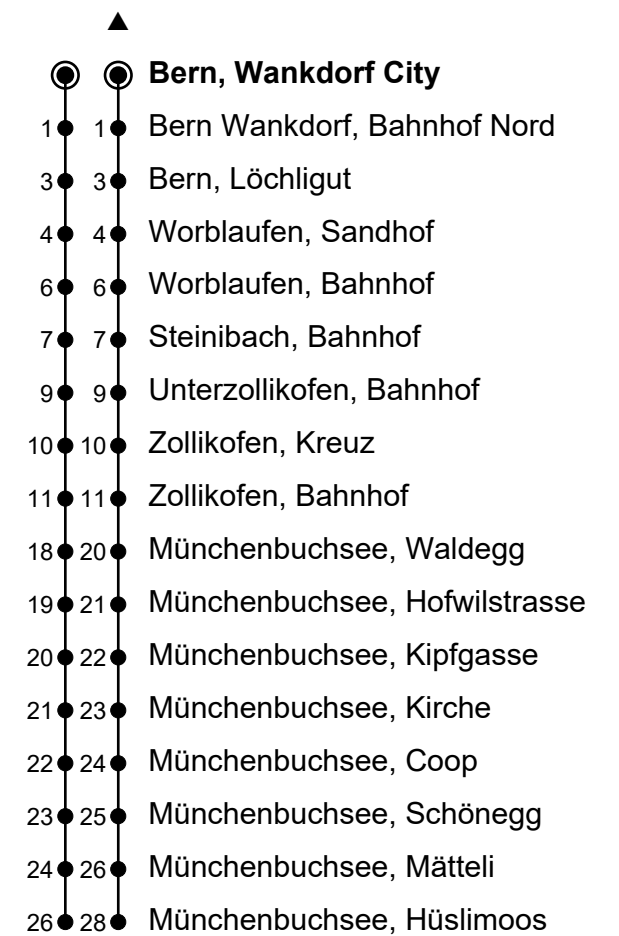 ▲
Bern, Wankdorf City
1 1 Bern Wankdorf, Bahnhof Nord
3 3 Bern, Löchligut
4 4 Worblaufen, Sandhof
6 6 Worblaufen, Bahnhof
7 7 Steinibach, Bahnhof
9 9 Unterzollikofen, Bahnhof
10 10 Zollikofen, Kreuz
11 11 Zollikofen, Bahnhof
18 20 Münchenbuchsee, Waldegg
19 21 Münchenbuchsee, Hofwilstrasse
20 22 Münchenbuchsee, Kipfgasse
21 23 Münchenbuchsee, Kirche
22 24 Münchenbuchsee, Coop
23 25 Münchenbuchsee, Schönegg
24 26 Münchenbuchsee, Mätteli
26 28 Münchenbuchsee, Hüslimoos